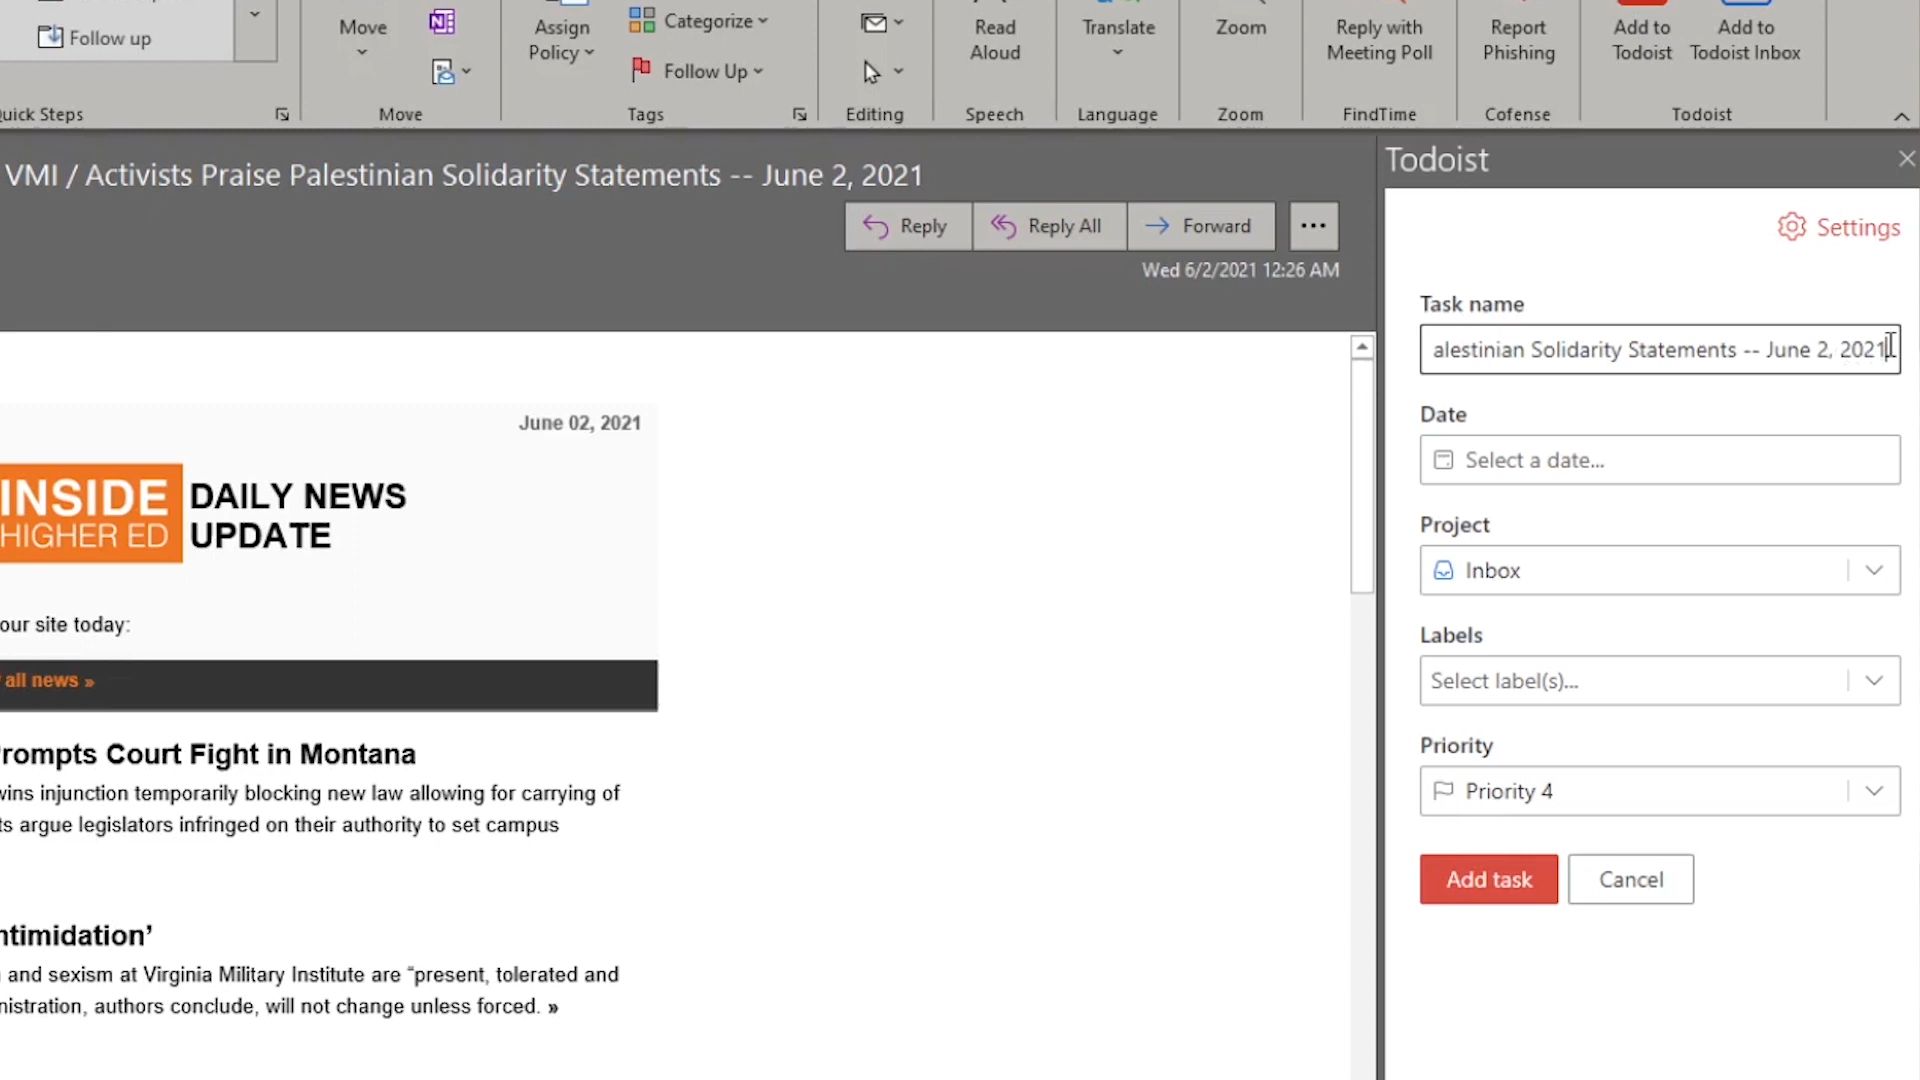 Follow up
Move
Assign
Policy
Categorize
Follow Up
Read
Aloud
Translate
Zoom
Reply with
Meeting Poll
Report
Phishing
Add to
Todoist
Add to
Todoist Inbox
uick Steps
Move
Tags
Editing
Speech
Language
Zoom
FindTime
Cofense
Todoist
VMI / Activists Praise Palestinian Solidarity Statements -- June 2, 2021
Reply
Reply All
Forward
Wed 6/2/2021 12:26 AM
June 02, 2021
INSIDE
HIGHER ED
DAILY NEWS
UPDATE
our site today:
all news »
rompts Court Fight in Montana
wins injunction temporarily blocking new law allowing for carrying of
ts argue legislators infringed on their authority to set campus
ntimidation’
and sexism at Virginia Military Institute are “present, tolerated and
nistration, authors conclude, will not change unless forced. »
Todoist
Settings
Task name
alestinian Solidarity Statements -- June 2, 2021
Date
Select a date...
Project
Inbox
Labels
Select label(s)...
Priority
Priority 4
Add task
Cancel